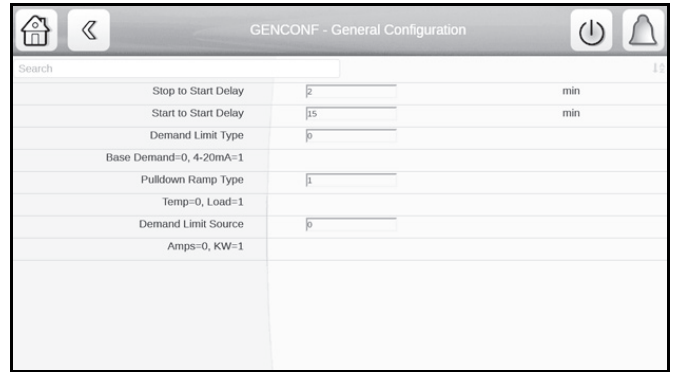 GENCONF - General Configuration
Search
Stop to Start Delay 2 min
Start to Start Delay 15 min
Demand Limit Type 0
Base Demand=0, 4-20mA=1
Pulldown Ramp Type 1
Temp=0, Load=1
Demand Limit Source 0
Amps=0, KW=1